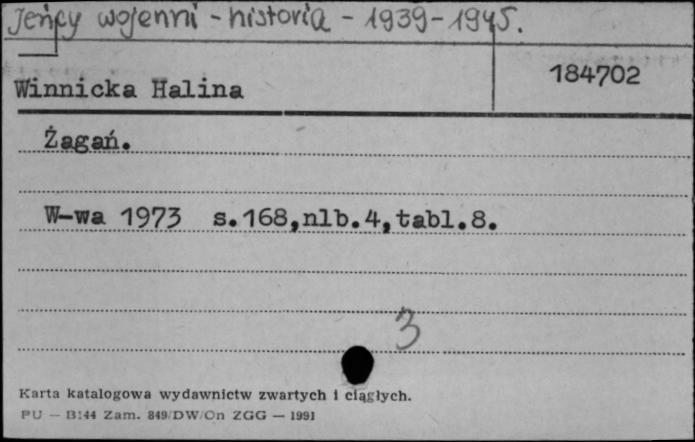 Jeńcy wojenni - historia - 1939-1945.
184702
Winnicka Halina
Żagań.
W-wa 1973 s.168,nlb.4,tabl.8.
3
Karta katalogowa wydawnictw zwartych i ciągłych.
PU — B144 Zam. 849/DW/On ZGG — 1991